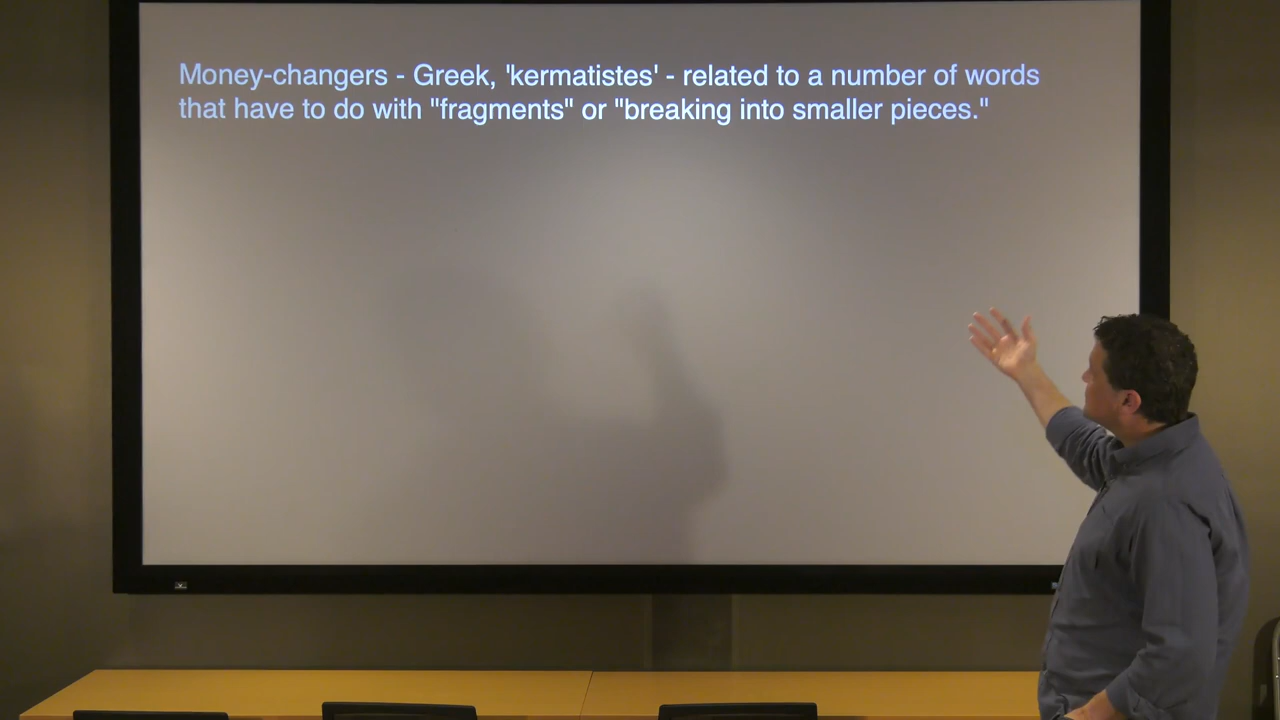 Money-changers - Greek, 'kermatistes' - related to a number of words
that have to do with "fragments" or "breaking into smaller pieces."